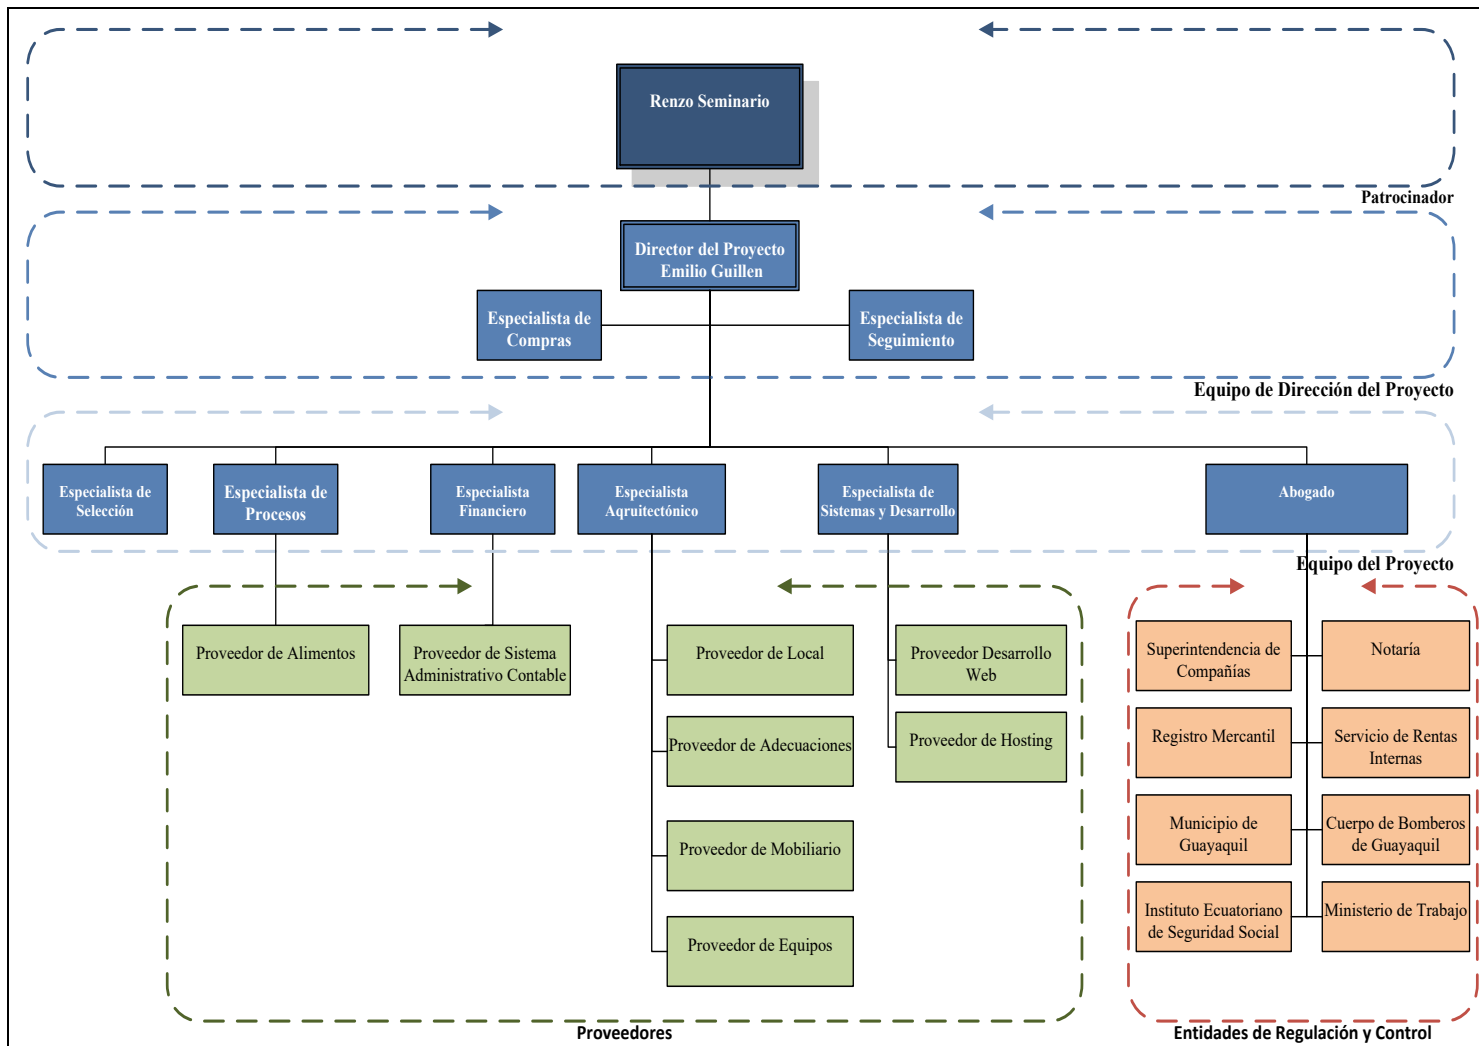 Renzo Seminario
Patrocinador
Director del Proyecto
Emilio Guillen
Especialista de
Compras
Especialista de
Seguimiento
Equipo de Dirección del Proyecto
Especialista de
Selección
Especialista de
Procesos
Especialista
Financiero
Especialista
Aqruitectónico
Especialista de
Sistemas y Desarrollo
Abogado
Equipo del Proyecto
Proveedor de Alimentos
Proveedor de Sistema
Administrativo Contable
Proveedor de Local
Proveedor de Adecuaciones
Proveedor de Mobiliario
Proveedor de Equipos
Proveedor Desarrollo
Web
Proveedor de Hosting
Superintendencia de
Compañías
Notaría
Registro Mercantil
Servicio de Rentas
Internas
Municipio de
Guayaquil
Cuerpo de Bomberos
de Guayaquil
Instituto Ecuatoriano
de Seguridad Social
Ministerio de Trabajo
Proveedores
Entidades de Regulación y Control